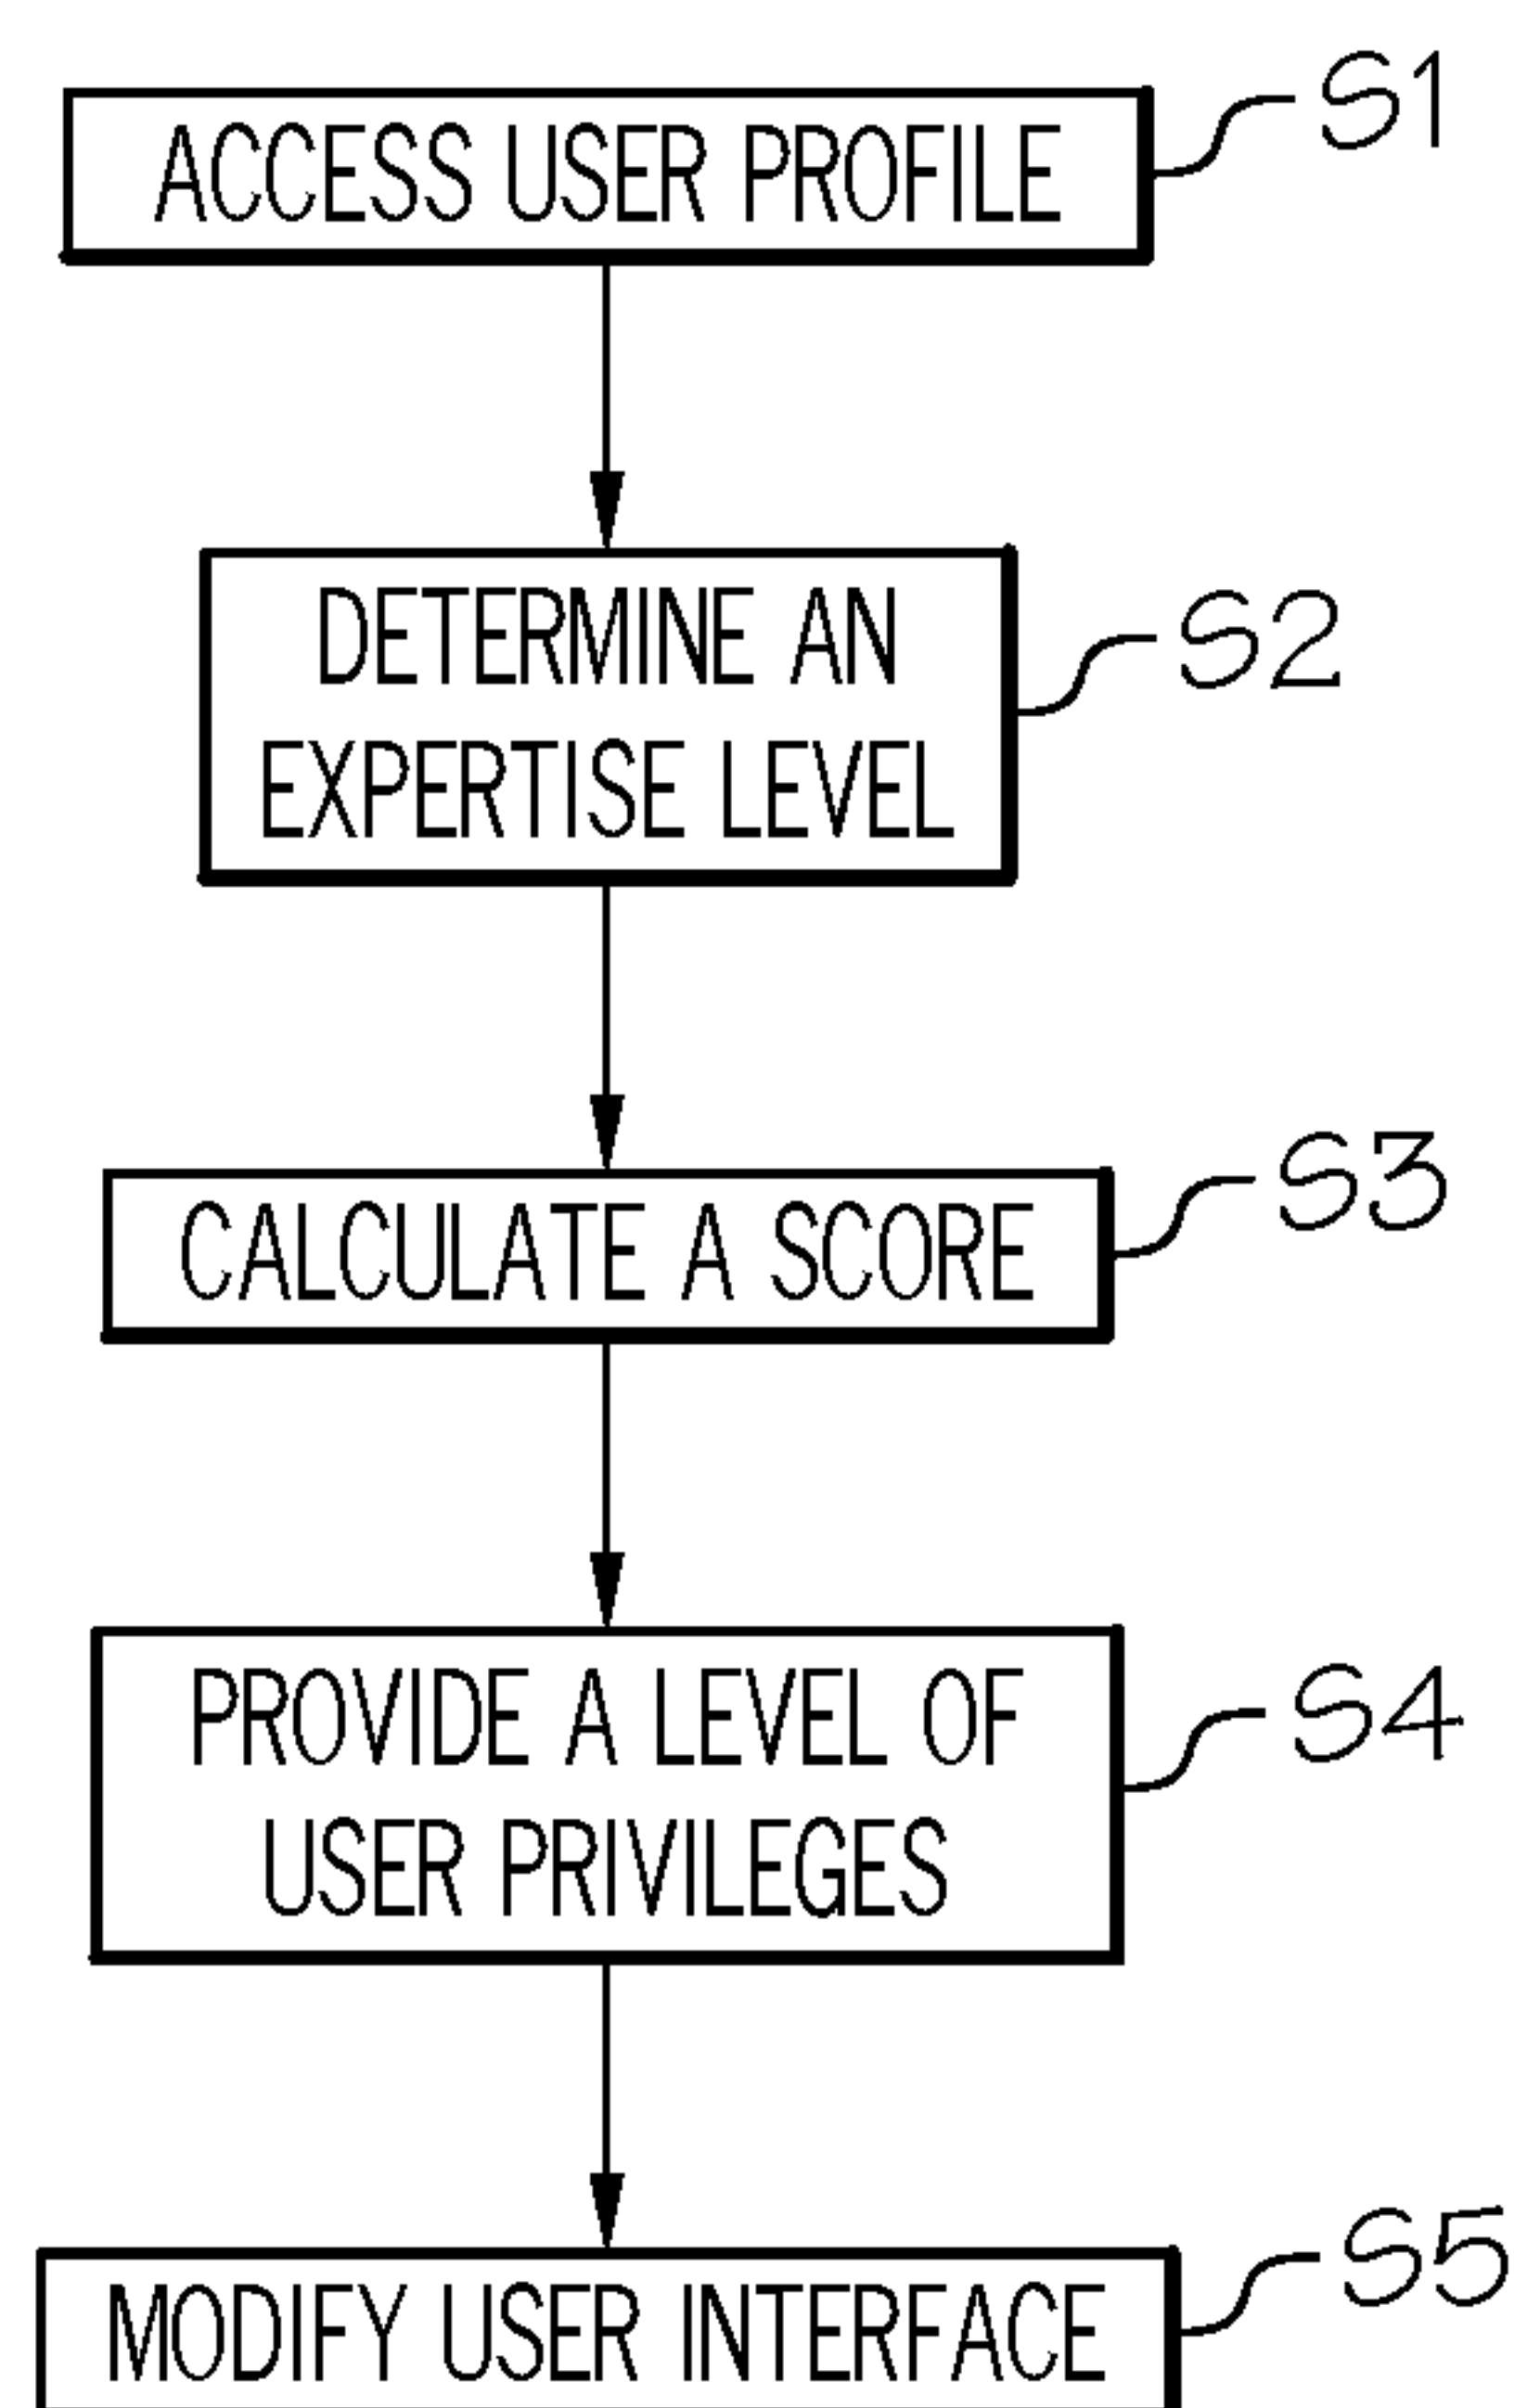 ACCESS USER PROFILE
S1
DETERMINE AN
EXPERTISE LEVEL
S2
CALCULATE A SCORE
S3
PROVIDE A LEVEL OF
USER PRIVILEGES
S4
MODIFY USER INTERFACE
S5